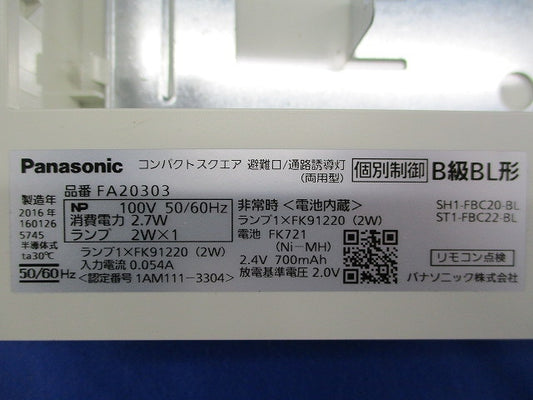 Panasonic コンパクトスクエア 避難口/通路誘導灯 (両用型) 個別制御 B級BL形
品番 FA20303
SH1-FBC20-BL
ST1-FBC22-BL
製造年
2016 年
160126
5745
半導体式
ta30℃
50/60Hz
NP 100V 50/60Hz
消費電力 2.7W
ランプ 2W×1
ランプ1×FK91220 (2W)
入力電流 0.054A
<認定番号 1AM111-3304>
非常時<電池内蔵>
ランプ1×FK91220 (2W)
電池 FK721
(Ni-MH)
2.4V 700mAh
放電基準電圧 2.0V
リモコン点検
パナソニック株式会社